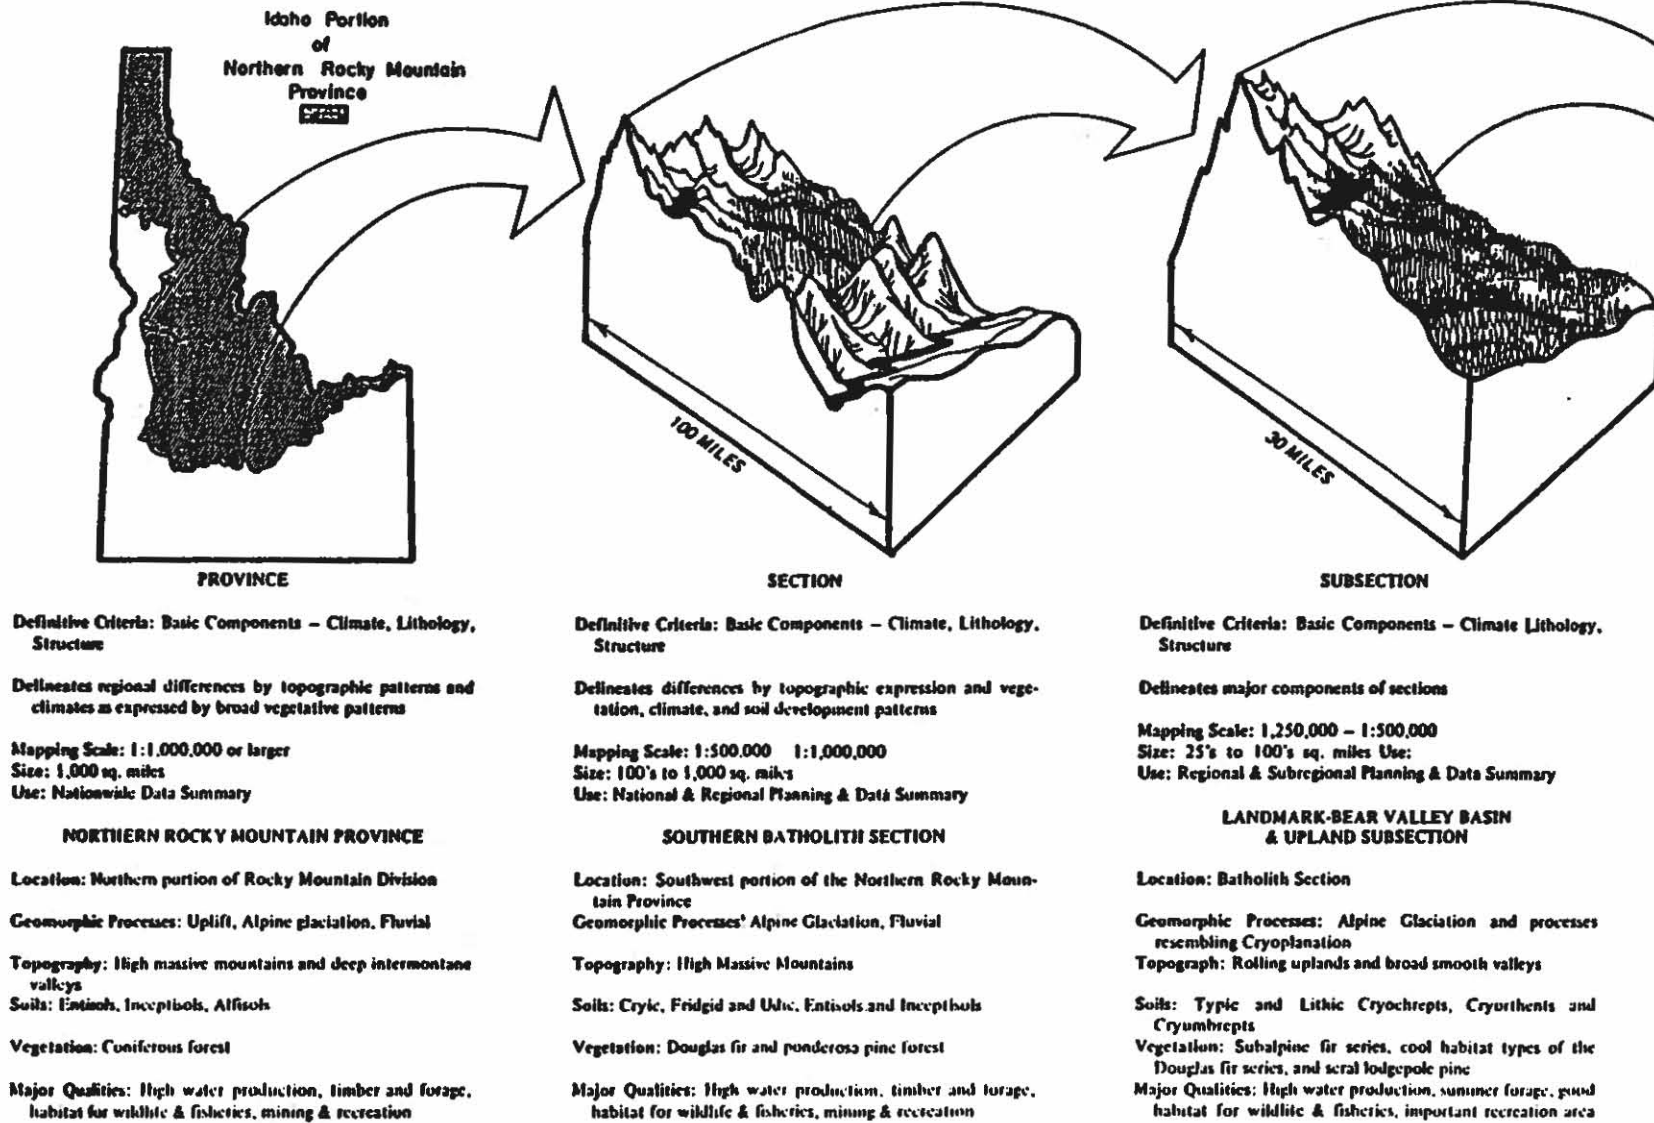 Idaho Portion
of
Northern Rocky Mountain
Province
100 MILES
30 MILES
PROVINCE
Definitive Criteria: Basic Components – Climate, Lithology,
Structure
Delineates regional differences by topographic patterns and
climates as expressed by broad vegetative patterns
Mapping Scale: 1:1,000,000 or larger
Size: 1,000 sq. miles
Use: Nationwide Data Summary
NORTHERN ROCKY MOUNTAIN PROVINCE
Location: Northern portion of Rocky Mountain Division
Geomorphic Processes: Uplift, Alpine glaciation, Fluvial
Topography: High massive mountains and deep intermontane
valleys
Soils: Entisols, Inceptisols, Alfisols
Vegetation: Coniferous forest
Major Qualities: High water production, timber and forage,
habitat for wildlife & fisheries, mining & recreation
SECTION
Definitive Criteria: Basic Components – Climate, Lithology,
Structure
Delineates differences by topographic expression and vege-
tation, climate, and soil development patterns
Mapping Scale: 1:500,000 1:1,000,000
Size: 100's to 1,000 sq. miles
Use: National & Regional Planning & Data Summary
SOUTHERN BATHOLITH SECTION
Location: Southwest portion of the Northern Rocky Moun-
tain Province
Geomorphic Processes' Alpine Glaciation, Fluvial
Topography: High Massive Mountains
Soils: Cryic, Fridgid and Udic, Entisols and Inceptisols
Vegetation: Douglas fir and ponderosa pine forest
Major Qualities: High water production, timber and forage,
habitat for wildlife & fisheries, mining & recreation
SUBSECTION
Definitive Criteria: Basic Components – Climate Lithology,
Structure
Delineates major components of sections
Mapping Scale: 1,250,000 – 1:500,000
Size: 25's to 100's sq. miles Use:
Use: Regional & Subregional Planning & Data Summary
LANDMARK-BEAR VALLEY BASIN
& UPLAND SUBSECTION
Location: Batholith Section
Geomorphic Processes: Alpine Glaciation and processes
resembling Cryoplanation
Topograph: Rolling uplands and broad smooth valleys
Soils: Typic and Lithic Cryochrepts, Cryorthents and
Cryumbrepts
Vegetation: Subalpine fir series, cool habitat types of the
Douglas fir series, and seral lodgepole pine
Major Qualities: High water production, summer forage, good
habitat for wildlife & fisheries, important recreation area